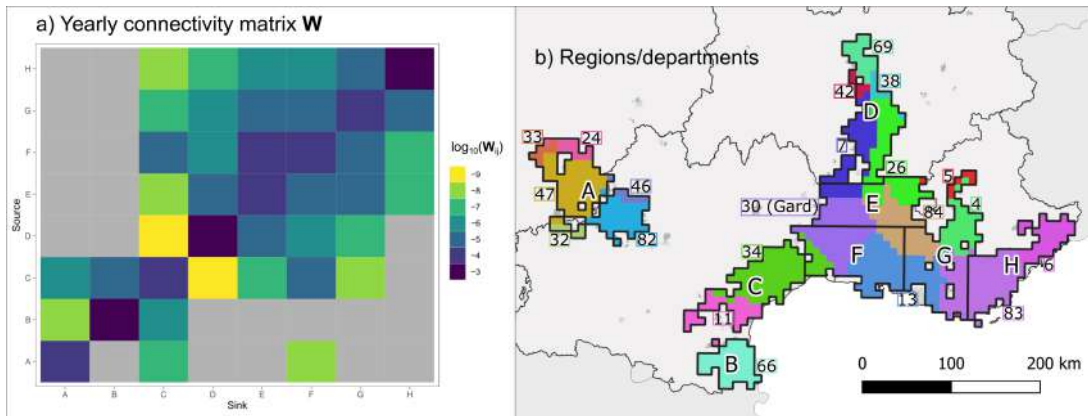 a) Yearly connectivity matrix W
H
G
F
E
D
C
B
A
Source
A B C D E F G H
Sink
log₁₀(Wᵢⱼ)
-9
-8
-7
-6
-5
-4
-3
b) Regions/departments
69
42
38
D
33
24
7
26
5
46
A
47
30 (Gard)
E
84
4
32
82
34
F
G
H
6
C
13
11
83
B
66
0 100 200 km